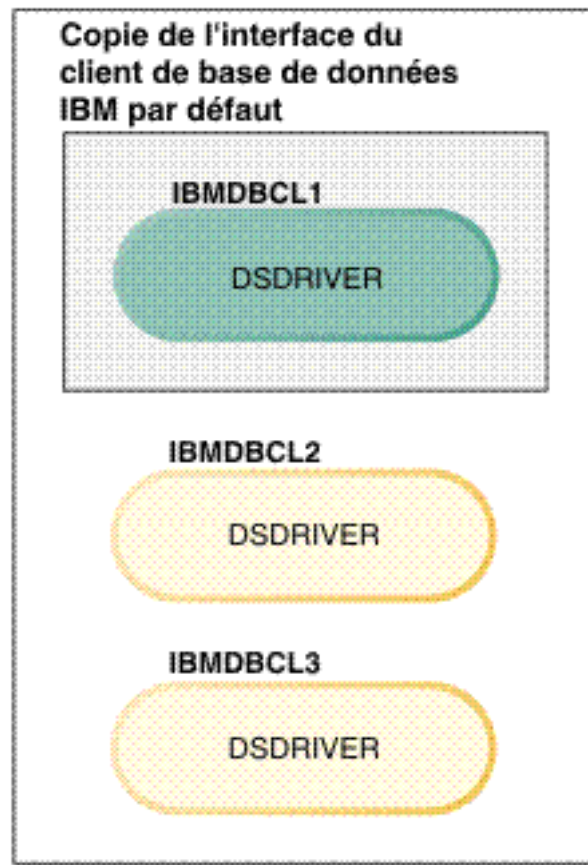 Copie de l'interface du
client de base de données
IBM par défaut
IBMDBCL1
DSDRIVER
IBMDBCL2
DSDRIVER
IBMDBCL3
DSDRIVER